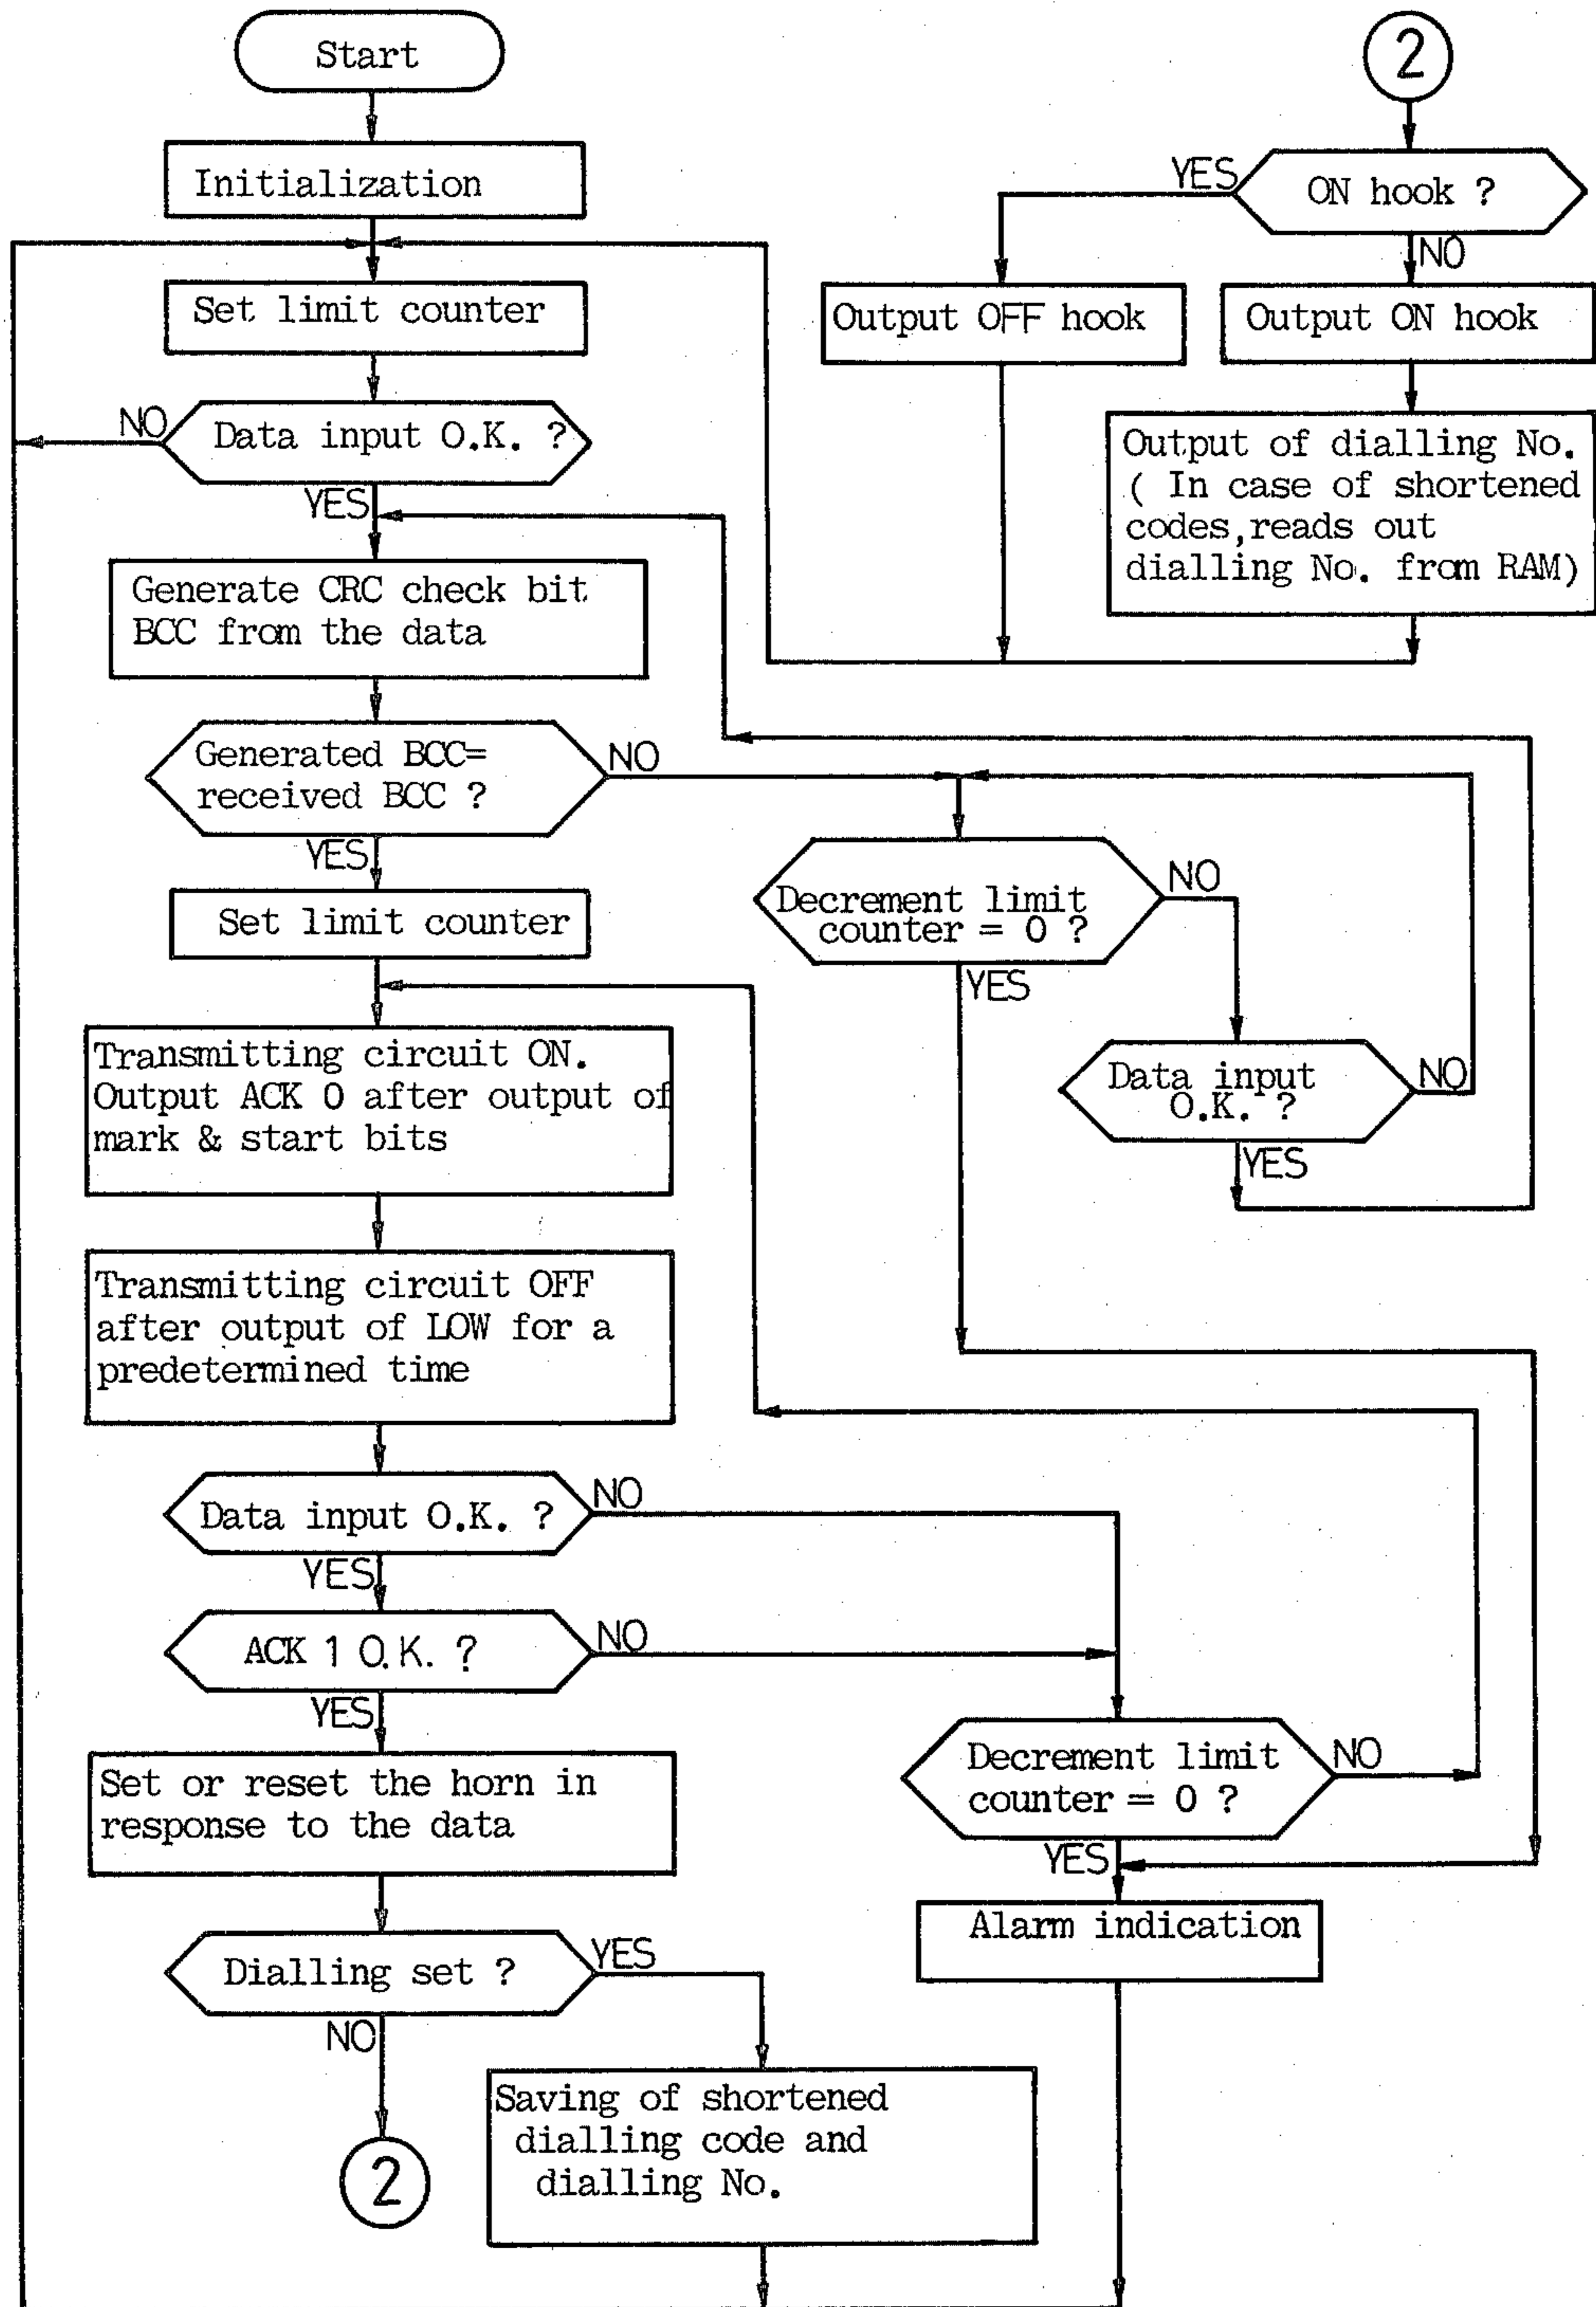 Start
Initialization
Set limit counter
NO
Data input O.K. ?
YES
Generate CRC check bit
BCC from the data
Generated BCC=
received BCC ?
NO
YES
Set limit counter
Transmitting circuit ON.
Output ACK 0 after output of
mark & start bits
Transmitting circuit OFF
after output of LOW for a
predetermined time
Data input O.K. ?
NO
YES
ACK 1 O.K. ?
NO
YES
Set or reset the horn in
response to the data
Dialling set ?
YES
NO
2
Saving of shortened
dialling code and
dialling No.
2
YES
ON hook ?
NO
Output OFF hook
Output ON hook
Output of dialling No.
( In case of shortened
codes,reads out
dialling No. from RAM)
Decrement limit
counter = 0 ?
NO
YES
Data input
O.K. ?
NO
YES
Decrement limit
counter = 0 ?
NO
YES
Alarm indication